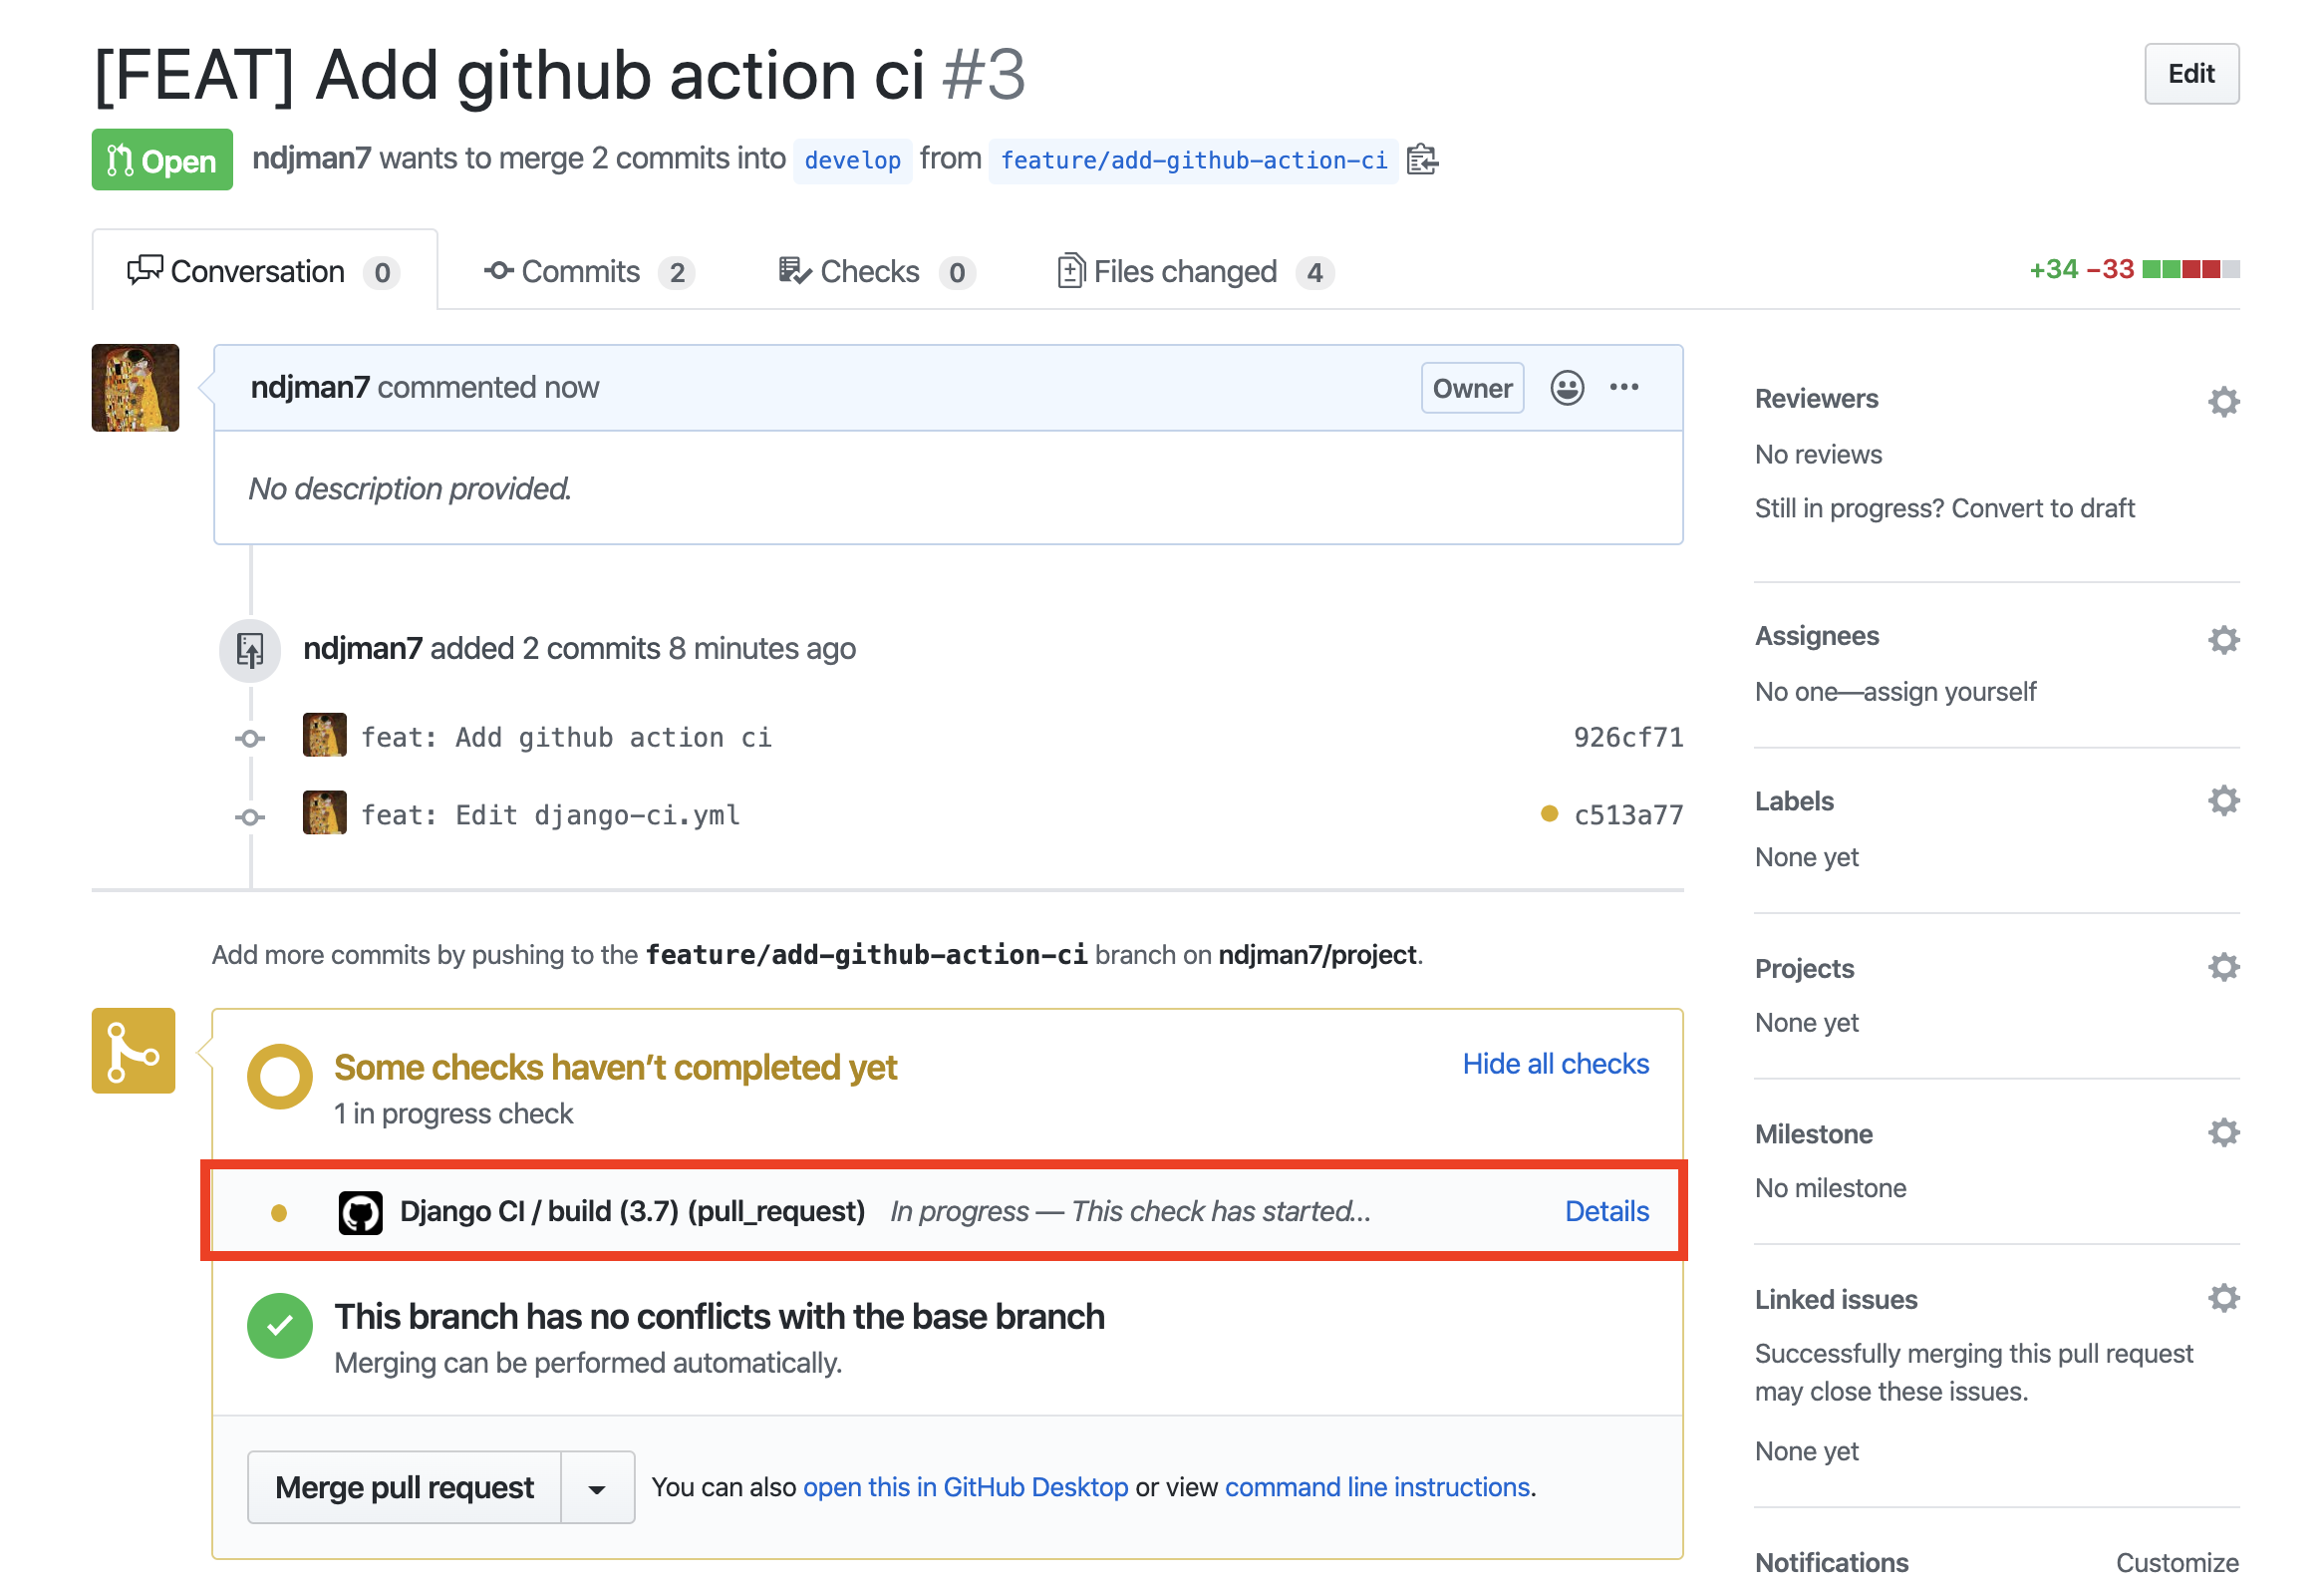 [FEAT] Add github action ci #3
Edit
Open
ndjman7 wants to merge 2 commits into develop from feature/add-github-action-ci
Conversation 0
Commits 2
Checks 0
Files changed 4
+34 −33
ndjman7 commented now
Owner
No description provided.
ndjman7 added 2 commits 8 minutes ago
feat: Add github action ci
926cf71
feat: Edit django-ci.yml
c513a77
Add more commits by pushing to the feature/add-github-action-ci branch on ndjman7/project.
Some checks haven’t completed yet
Hide all checks
1 in progress check
Django CI / build (3.7) (pull_request) In progress — This check has started...
Details
This branch has no conflicts with the base branch
Merging can be performed automatically.
Merge pull request
You can also open this in GitHub Desktop or view command line instructions.
Reviewers
No reviews
Still in progress? Convert to draft
Assignees
No one—assign yourself
Labels
None yet
Projects
None yet
Milestone
No milestone
Linked issues
Successfully merging this pull request
may close these issues.
None yet
Notifications
Customize